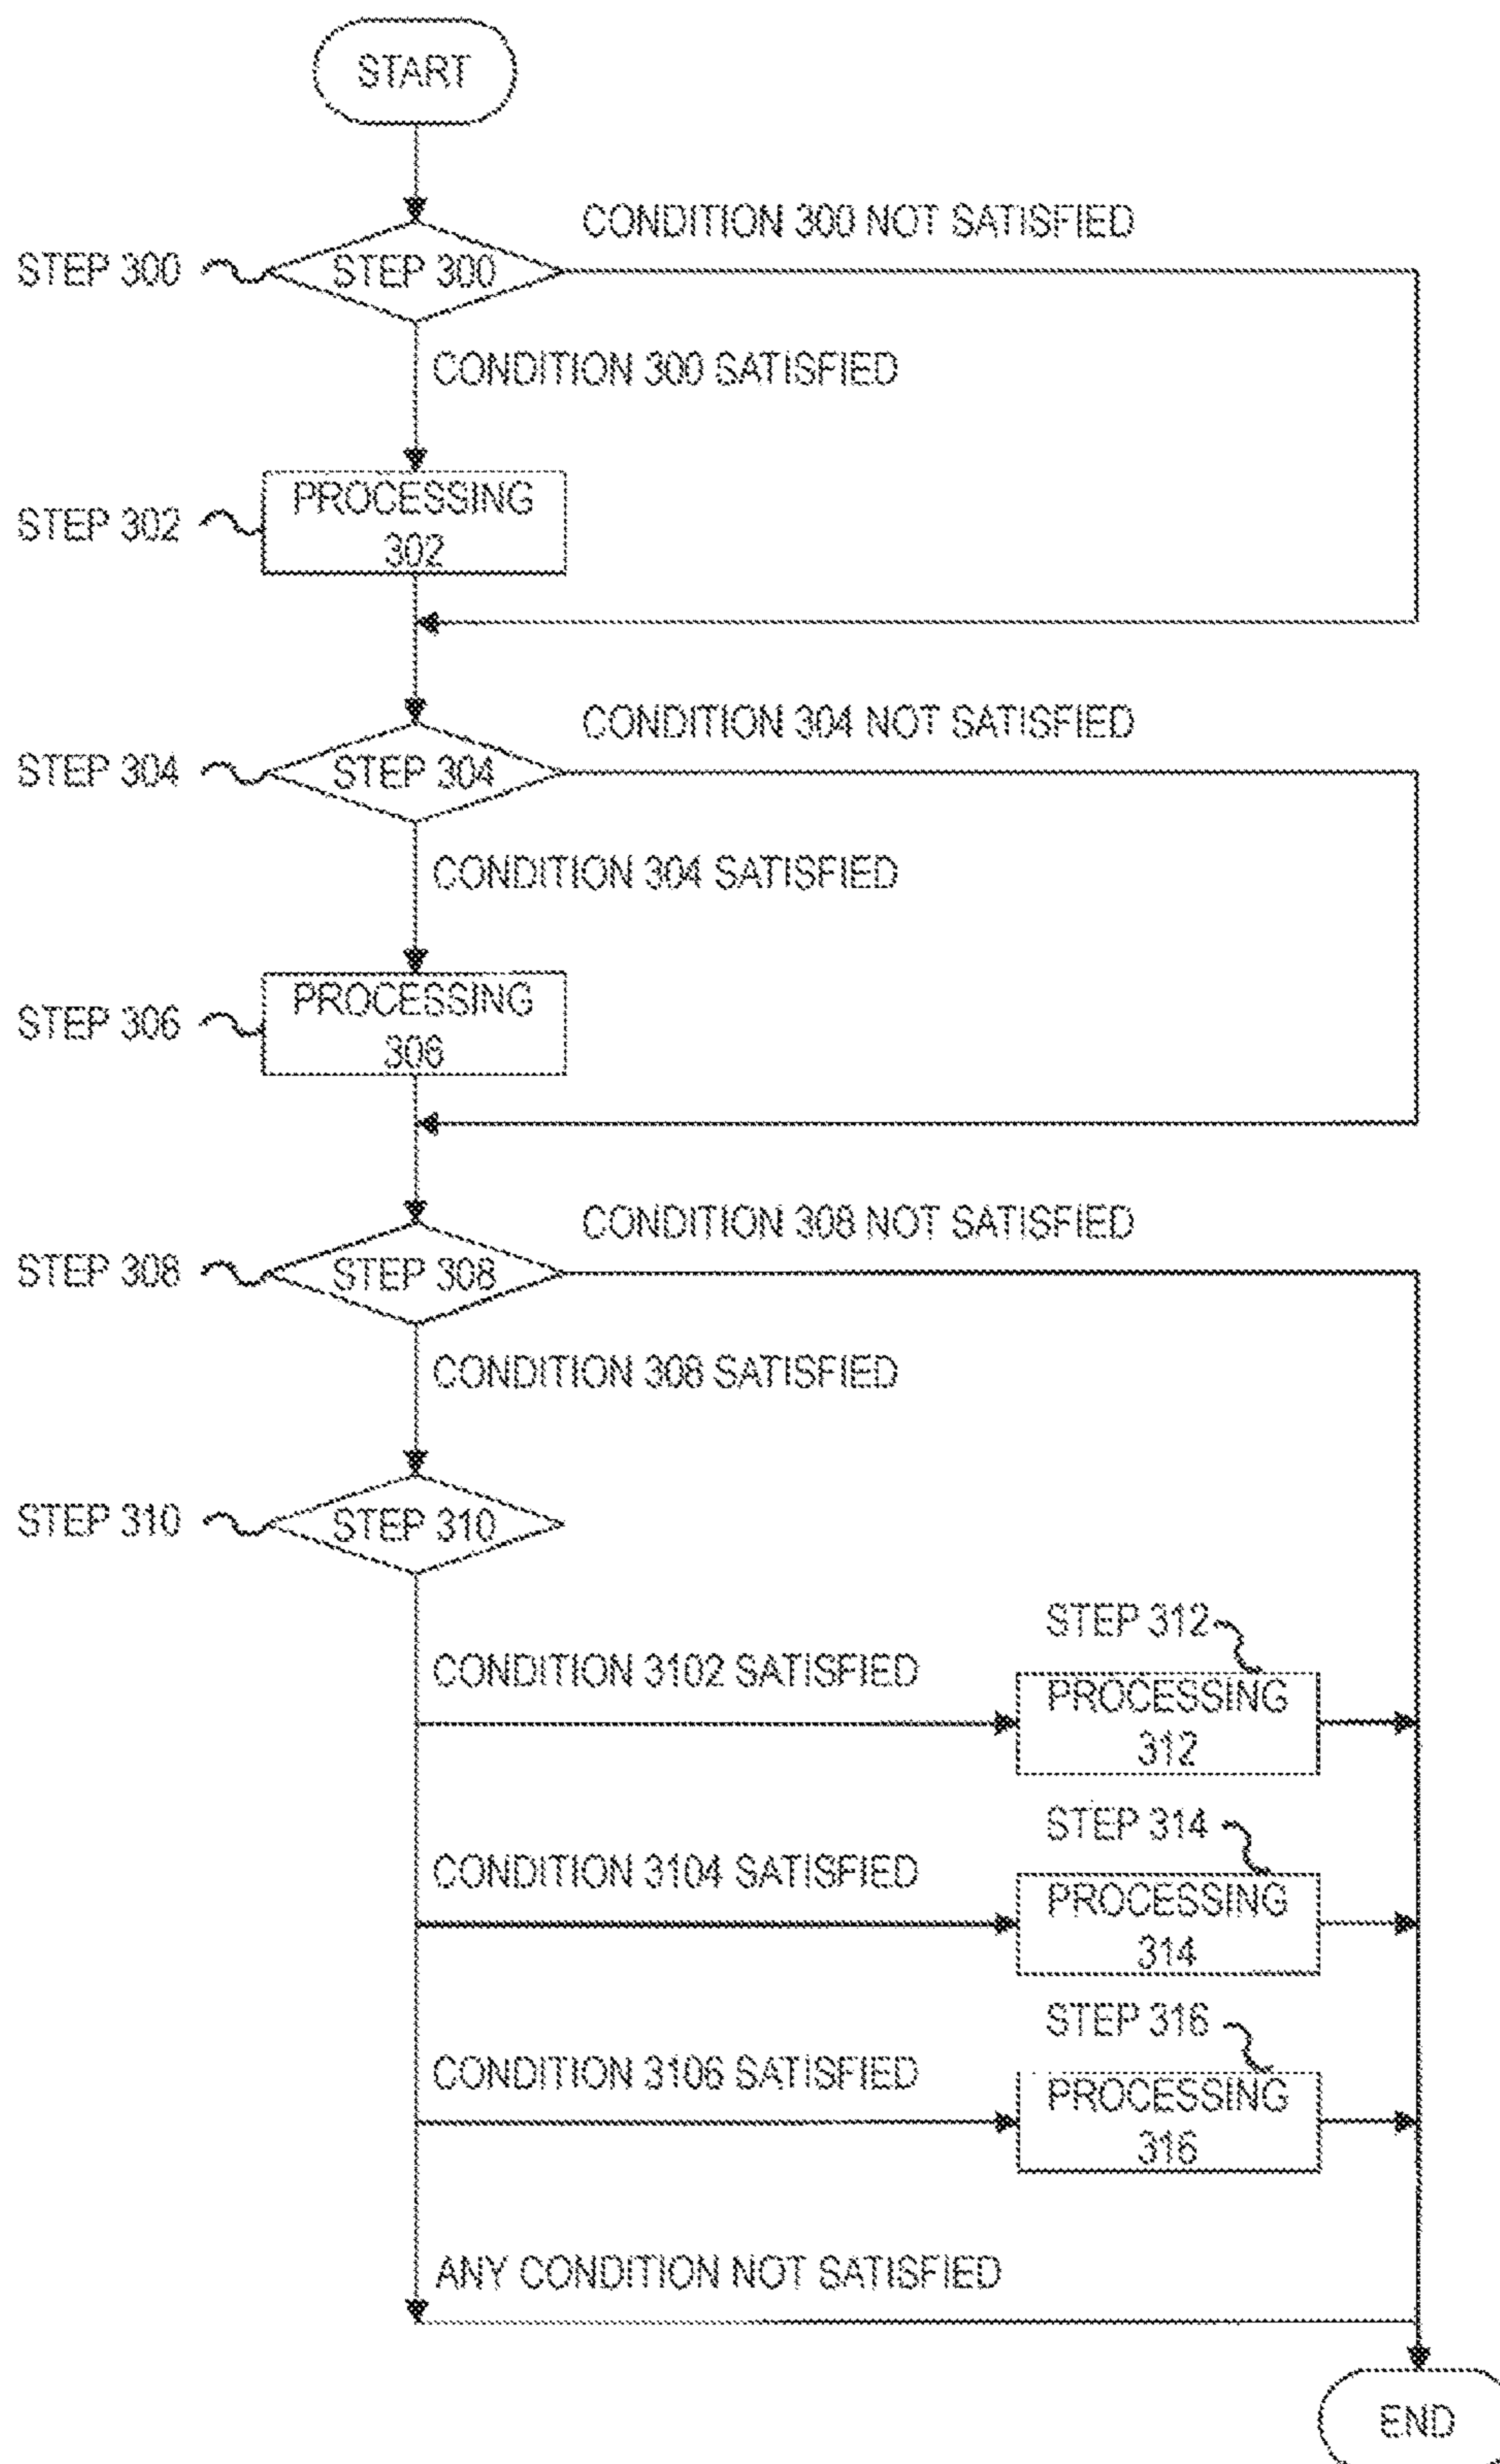 START
CONDITION 300 NOT SATISFIED
STEP 300
STEP 300
CONDITION 300 SATISFIED
PROCESSING
302
STEP 302
CONDITION 304 NOT SATISFIED
STEP 304
STEP 304
CONDITION 304 SATISFIED
PROCESSING
306
STEP 306
CONDITION 308 NOT SATISFIED
STEP 308
STEP 308
CONDITION 308 SATISFIED
STEP 310
STEP 310
STEP 312
CONDITION 3102 SATISFIED
PROCESSING
312
STEP 314
CONDITION 3104 SATISFIED
PROCESSING
314
STEP 316
CONDITION 3106 SATISFIED
PROCESSING
316
ANY CONDITION NOT SATISFIED
END